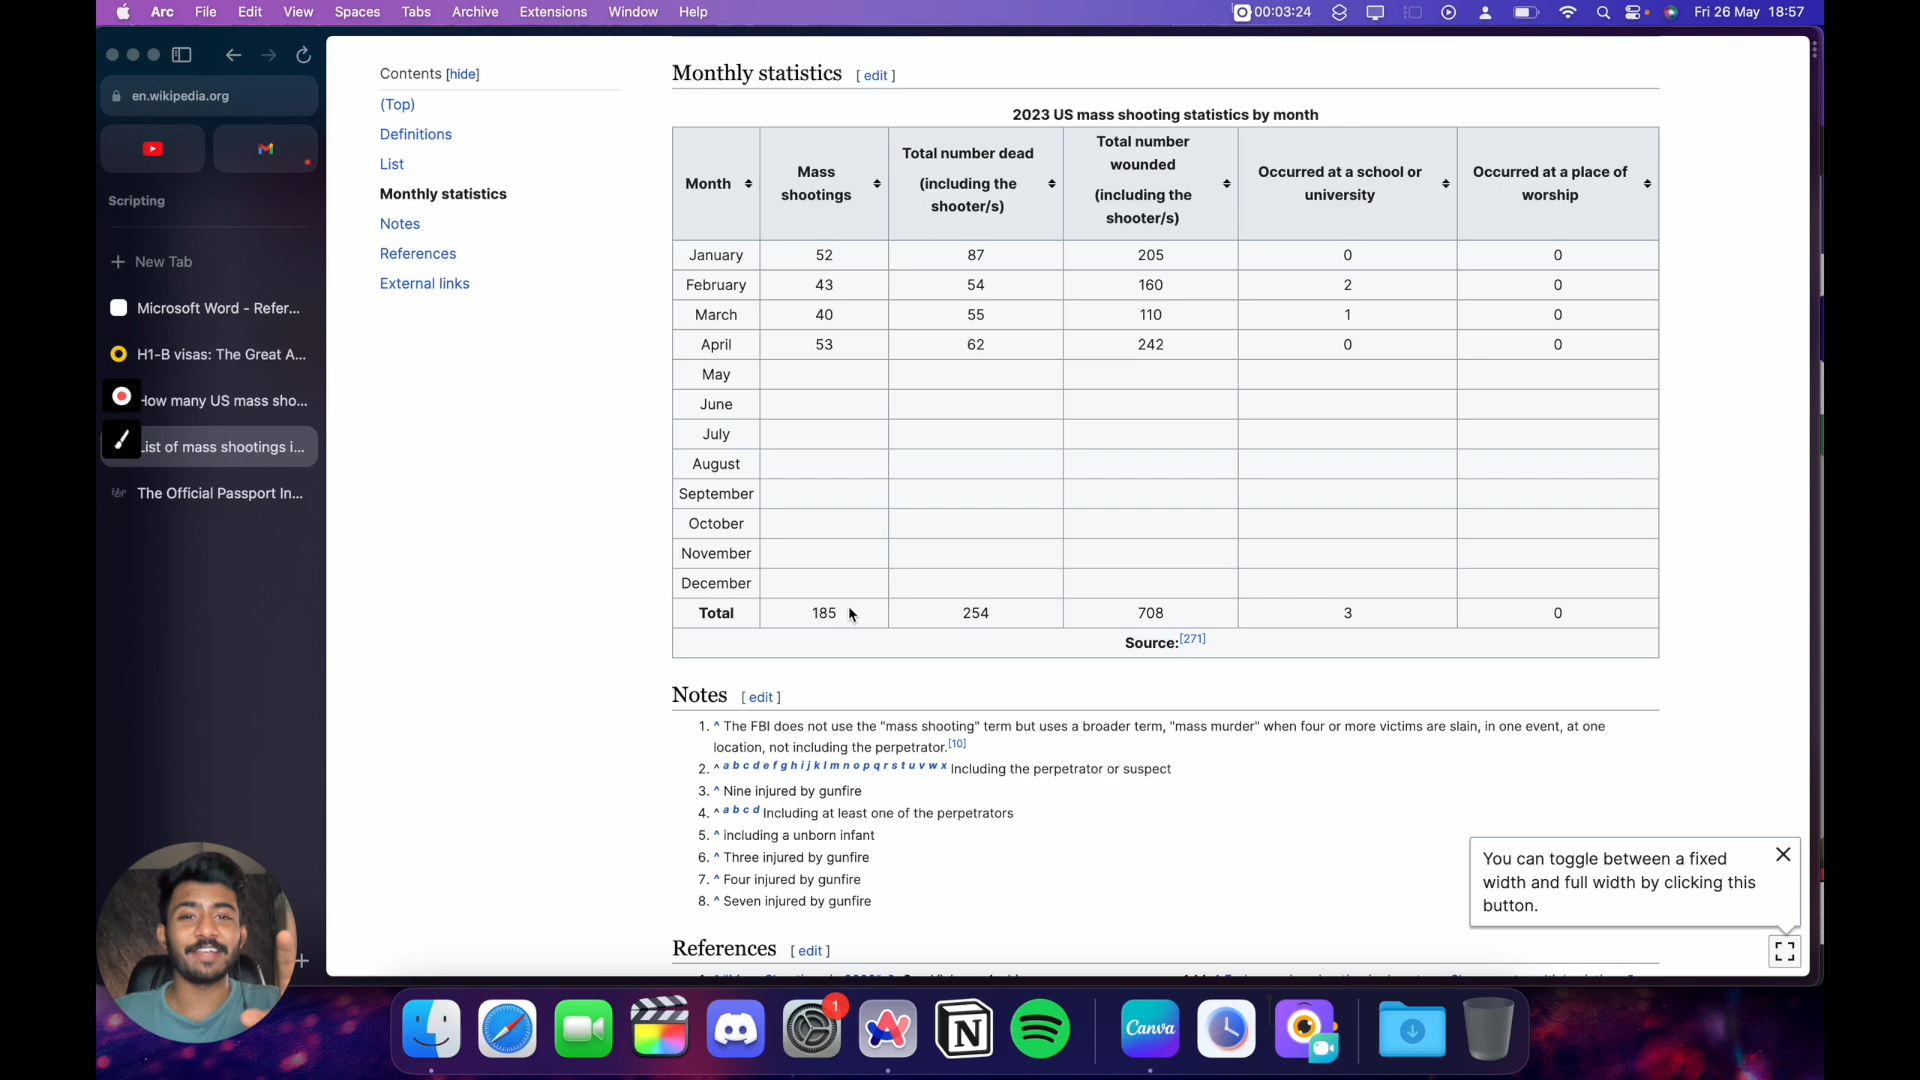 Arc File Edit View Spaces Tabs Archive Extensions Window Help 00:03:24 Fri 26 May 18:57
en.wikipedia.org
Scripting
New Tab
Microsoft Word - Refer...
H1-B visas: The Great A...
How many US mass sho...
List of mass shootings i...
The Official Passport In...
Contents [hide]
(Top)
Definitions
List
Monthly statistics
Notes
References
External links
Monthly statistics [ edit ]
2023 US mass shooting statistics by month
Month
Mass
shootings
Total number dead
(including the
shooter/s)
Total number
wounded
(including the
shooter/s)
Occurred at a school or
university
Occurred at a place of
worship
January 52 87 205 0 0
February 43 54 160 2 0
March 40 55 110 1 0
April 53 62 242 0 0
May
June
July
August
September
October
November
December
Total 185 254 708 3 0
Source:[271]
Notes [ edit ]
1. ^ The FBI does not use the "mass shooting" term but uses a broader term, "mass murder" when four or more victims are slain, in one event, at one
location, not including the perpetrator.[10]
2. ^ a b c d e f g h i j k l m n o p q r s t u v w x Including the perpetrator or suspect
3. ^ Nine injured by gunfire
4. ^ a b c d Including at least one of the perpetrators
5. ^ including a unborn infant
6. ^ Three injured by gunfire
7. ^ Four injured by gunfire
8. ^ Seven injured by gunfire
References [ edit ]
You can toggle between a fixed
width and full width by clicking this
button.
1
Canva